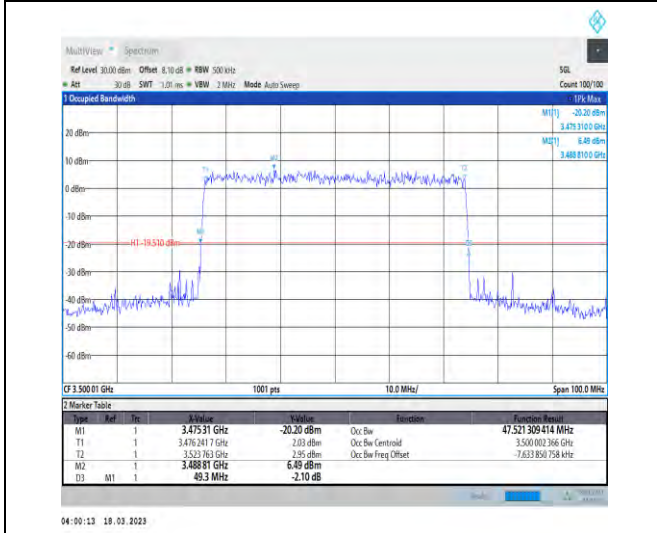 MultiView Spectrum
Ref Level 30.00 dBm Offset 8.10 dB RBW 500 kHz SGL
Att 30 dB SWT 1.01 ms VBW 2 MHz Mode Auto Sweep Count 100/100
1 Occupied Bandwidth 1Pk Max
M1[1] -20.20 dBm
3.475 310 0 GHz
M2[1] 6.49 dBm
3.488 810 0 GHz
20 dBm
10 dBm
M2
T1
T2
0 dBm
-10 dBm
M1
-20 dBm
H1 -19.510 dBm
D3
-30 dBm
-40 dBm
-50 dBm
-60 dBm
CF 3.500 01 GHz 1001 pts 10.0 MHz/ Span 100.0 MHz
2 Marker Table
Type Ref Trc X-Value Y-Value Function Function Result
M1 1 3.475 31 GHz -20.20 dBm Occ Bw 47.521 309 414 MHz
T1 1 3.476 241 7 GHz 2.03 dBm Occ Bw Centroid 3.500 002 366 GHz
T2 1 3.523 763 GHz 2.95 dBm Occ Bw Freq Offset -7.633 850 758 kHz
M2 1 3.488 81 GHz 6.49 dBm
D3 M1 1 49.3 MHz -2.10 dB
Ready
04:00:13 18.03.2023